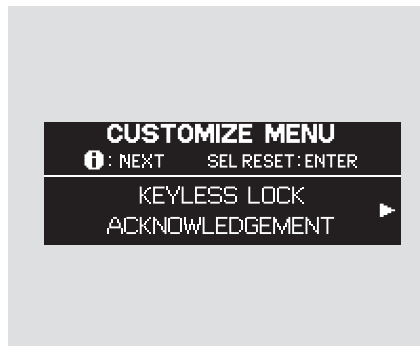 CUSTOMIZE MENU
i : NEXT SEL RESET : ENTER
KEYLESS LOCK
ACKNOWLEDGEMENT